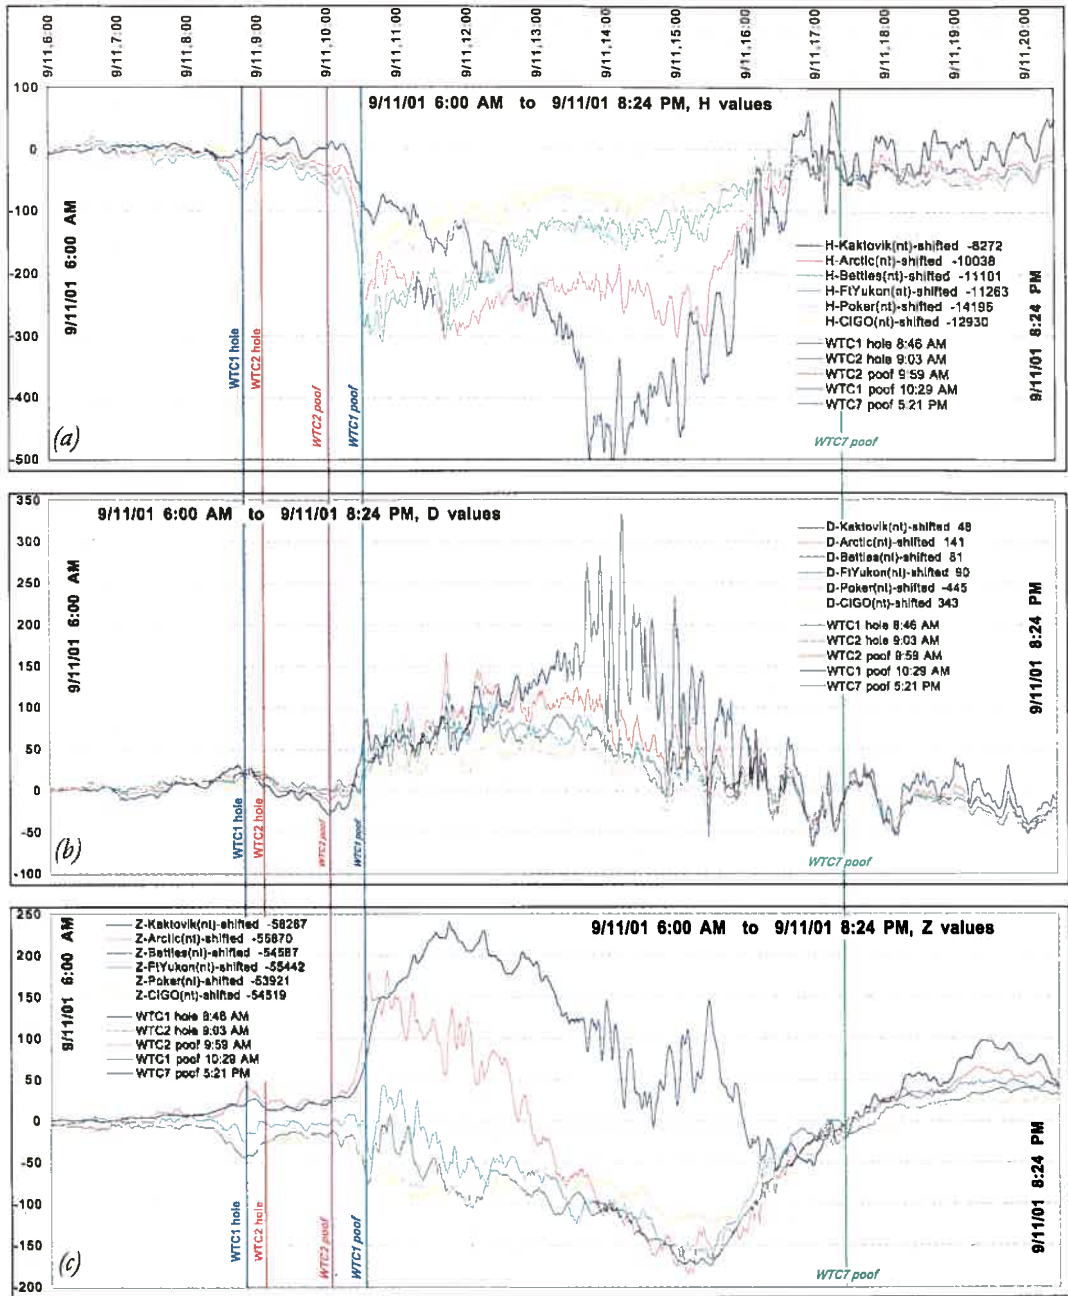 9/11,6:00
9/11,7:00
9/11,8:00
9/11,9:00
9/11,10:00
9/11,11:00
9/11,12:00
9/11,13:00
9/11,14:00
9/11,15:00
9/11,16:00
9/11,17:00
9/11,18:00
9/11,19:00
9/11,20:00
9/11/01 6:00 AM to 9/11/01 8:24 PM, H values
100
0
-100
-200
-300
-400
-500
9/11/01 6:00 AM
9/11/01 8:24 PM
H-Kaktovik(nt)-shifted -8272
H-Arctic(nt)-shifted -10038
H-Bettles(nt)-shifted -11101
H-FtYukon(nt)-shifted -11263
H-Poker(nt)-shifted -14195
H-CIGO(nt)-shifted -12930
WTC1 hole 8:46 AM
WTC2 hole 9:03 AM
WTC2 poof 9:59 AM
WTC1 poof 10:29 AM
WTC7 poof 5:21 PM
WTC1 hole
WTC2 hole
WTC2 poof
WTC1 poof
WTC7 poof
(a)
9/11/01 6:00 AM to 9/11/01 8:24 PM, D values
350
300
250
200
150
100
50
0
-50
-100
9/11/01 6:00 AM
9/11/01 8:24 PM
D-Kaktovik(nt)-shifted 48
D-Arctic(nt)-shifted 141
D-Bettles(nt)-shifted 81
D-FtYukon(nt)-shifted 90
D-Poker(nt)-shifted -445
D-CIGO(nt)-shifted 343
WTC1 hole 8:46 AM
WTC2 hole 9:03 AM
WTC2 poof 9:59 AM
WTC1 poof 10:29 AM
WTC7 poof 5:21 PM
WTC1 hole
WTC2 hole
WTC2 poof
WTC1 poof
WTC7 poof
(b)
9/11/01 6:00 AM to 9/11/01 8:24 PM, Z values
250
200
150
100
50
0
-50
-100
-150
-200
9/11/01 6:00 AM
9/11/01 8:24 PM
Z-Kaktovik(nt)-shifted -56267
Z-Arctic(nt)-shifted -55870
Z-Bettles(nt)-shifted -54587
Z-FtYukon(nt)-shifted -55442
Z-Poker(nt)-shifted -53921
Z-CIGO(nt)-shifted -54519
WTC1 hole 8:46 AM
WTC2 hole 9:03 AM
WTC2 poof 9:59 AM
WTC1 poof 10:29 AM
WTC7 poof 5:21 PM
WTC1 hole
WTC2 hole
WTC2 poof
WTC1 poof
WTC7 poof
(c)